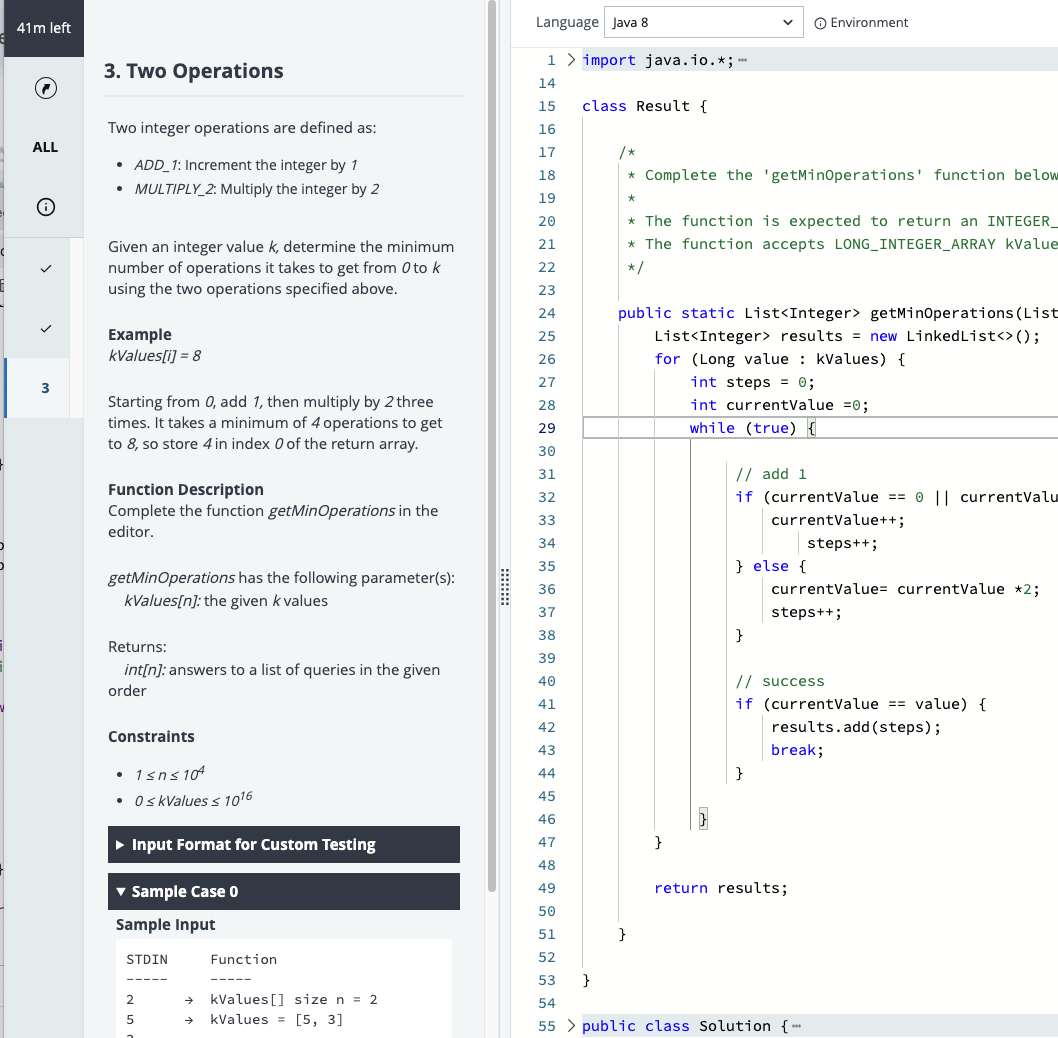 41m left
ALL
3
3. Two Operations
Two integer operations are defined as:
• ADD_1: Increment the integer by 1
• MULTIPLY_2: Multiply the integer by 2
Given an integer value k, determine the minimum
number of operations it takes to get from 0 to k
using the two operations specified above.
Example
kValues[i] = 8
Starting from 0, add 1, then multiply by 2 three
times. It takes a minimum of 4 operations to get
to 8, so store 4 in index 0 of the return array.
Function Description
Complete the function getMinOperations in the
editor.
getMinOperations has the following parameter(s):
kValues[n]: the given k values
Returns:
int[n]: answers to a list of queries in the given
order
Constraints
• 1 ≤ n ≤ 10^4
• 0 ≤ kValues ≤ 10^16
Input Format for Custom Testing
Sample Case 0
Sample Input
STDIN Function
----- -----
2 → kValues[] size n = 2
5 → kValues = [5, 3]
Language Java 8 Environment
1 import java.io.*;
14
15 class Result {
16
17 /*
18 * Complete the 'getMinOperations' function below
19 *
20 * The function is expected to return an INTEGER_
21 * The function accepts LONG_INTEGER_ARRAY kValue
22 */
23
24 public static List<Integer> getMinOperations(List
25 List<Integer> results = new LinkedList<>();
26 for (Long value : kValues) {
27 int steps = 0;
28 int currentValue =0;
29 while (true) {
30
31 // add 1
32 if (currentValue == 0 || currentValu
33 currentValue++;
34 steps++;
35 } else {
36 currentValue= currentValue *2;
37 steps++;
38 }
39
40 // success
41 if (currentValue == value) {
42 results.add(steps);
43 break;
44 }
45
46 }
47 }
48
49 return results;
50
51 }
52
53 }
54
55 public class Solution {